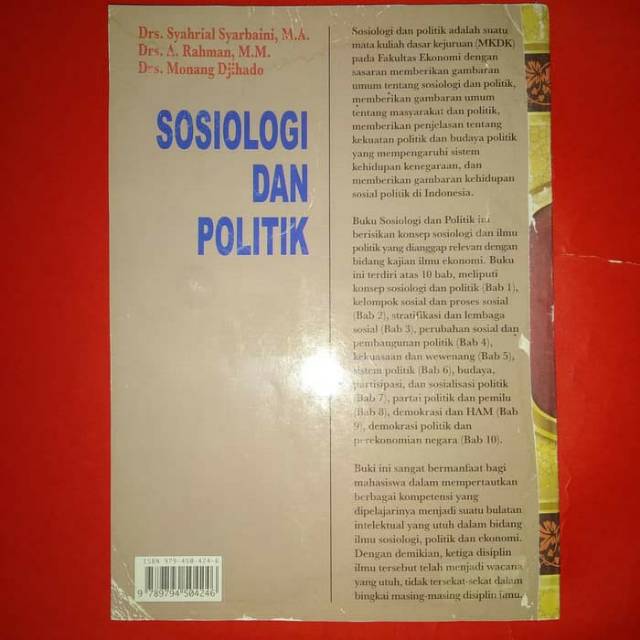 Drs. Syahrial Syarbaini, M.A.
Drs. A. Rahman, M.M.
Drs. Monang Djihado
SOSIOLOGI
DAN
POLITIK
Sosiologi dan politik adalah suatu
mata kuliah dasar kejuruan (MKDK)
pada Fakultas Ekonomi dengan
sasaran memberikan gambaran
umum tentang sosiologi dan politik,
memberikan gambaran umum
tentang masyarakat dan politik,
memberikan penjelasan tentang
kekuatan politik dan budaya politik
yang mempengaruhi sistem
kehidupan kenegaraan, dan
memberikan gambaran kehidupan
sosial politik di Indonesia.
Buku Sosiologi dan Politik ini
berisikan konsep sosiologi dan ilmu
politik yang dianggap relevan dengan
bidang kajian ilmu ekonomi. Buku
ini terdiri atas 10 bab, meliputi
konsep sosiologi dan politik (Bab 1),
kelompok sosial dan proses sosial
(Bab 2), stratifikasi dan lembaga
sosial (Bab 3), perubahan sosial dan
pembangunan politik (Bab 4),
kekuasaan dan wewenang (Bab 5),
sistem politik (Bab 6), budaya,
partisipasi, dan sosialisasi politik
(Bab 7), partai politik dan pemilu
(Bab 8), demokrasi dan HAM (Bab
9), demokrasi politik dan
perekonomian negara (Bab 10).
Buki ini sangat bermanfaat bagi
mahasiswa dalam mempertautkan
berbagai kompetensi yang
dipelajarinya menjadi suatu bulatan
intelektual yang utuh dalam bidang
ilmu sosiologi, politik dan ekonomi.
Dengan demikian, ketiga disiplin
ilmu tersebut telah menjadi wacana
yang utuh, tidak tersekat-sekat dalam
bingkai masing-masing disiplin ilmu.
ISBN 979-450-424-6
9 789794 504246